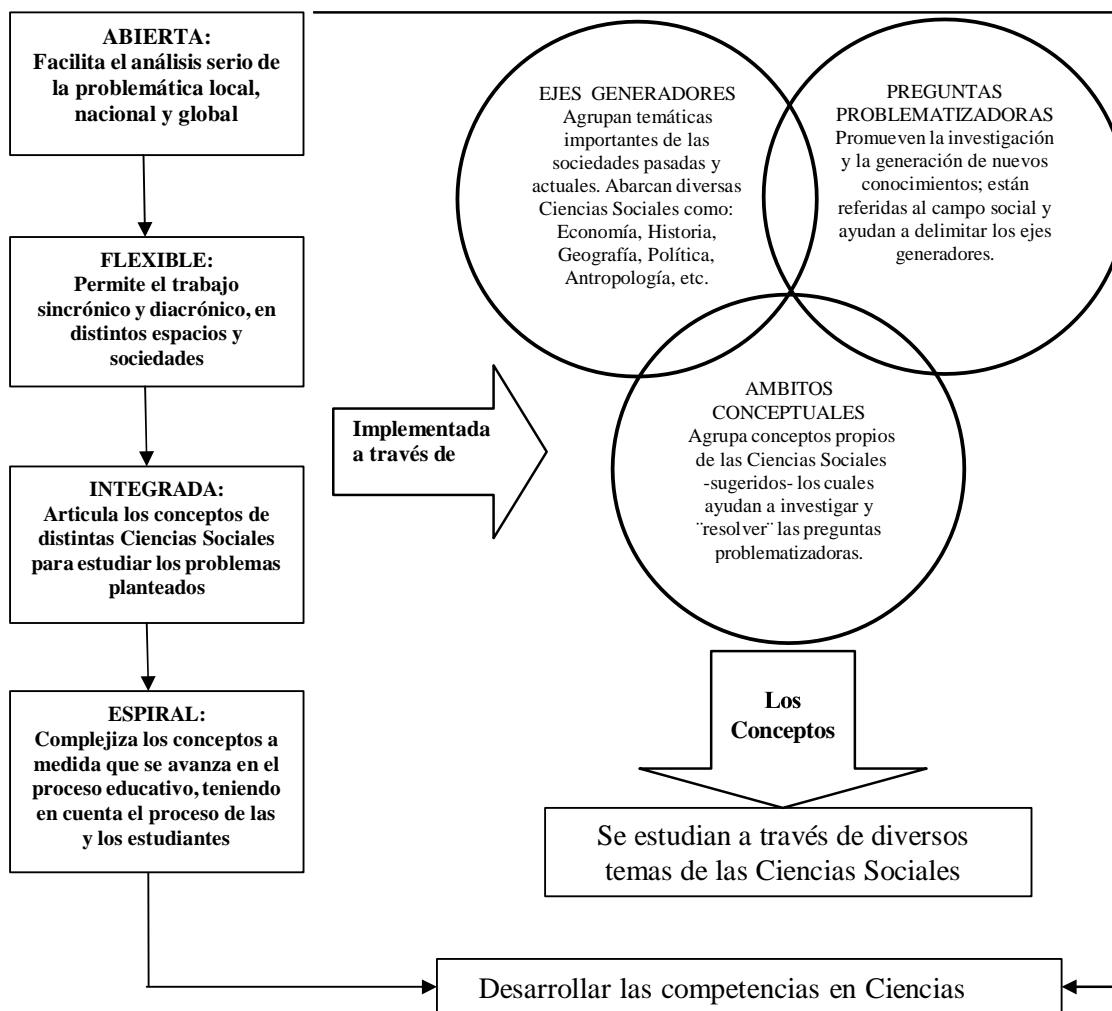 ABIERTA:
Facilita el análisis serio de
la problemática local,
nacional y global
FLEXIBLE:
Permite el trabajo
sincrónico y diacrónico, en
distintos espacios y
sociedades
INTEGRADA:
Articula los conceptos de
distintas Ciencias Sociales
para estudiar los problemas
planteados
ESPIRAL:
Complejiza los conceptos a
medida que se avanza en el
proceso educativo, teniendo
en cuenta el proceso de las
y los estudiantes
Implementada
a través de
EJES GENERADORES
Agrupan temáticas
importantes de las
sociedades pasadas y
actuales. Abarcan diversas
Ciencias Sociales como:
Economía, Historia,
Geografía, Política,
Antropología, etc.
PREGUNTAS
PROBLEMATIZADORAS
Promueven la investigación
y la generación de nuevos
conocimientos; están
referidas al campo social y
ayudan a delimitar los ejes
generadores.
AMBITOS
CONCEPTUALES
Agrupa conceptos propios
de las Ciencias Sociales
-sugeridos- los cuales
ayudan a investigar y
¨resolver¨ las preguntas
problematizadoras.
Los
Conceptos
Se estudian a través de diversos
temas de las Ciencias Sociales
Desarrollar las competencias en Ciencias